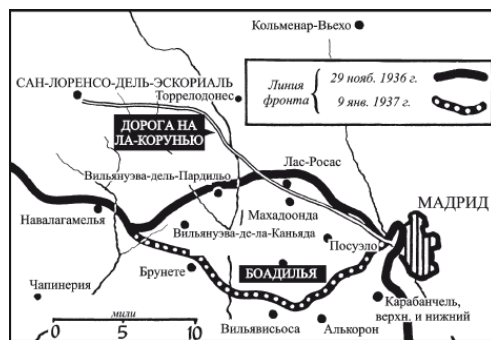 Кольменар-Вьехо
Линия
фронта
29 нояб. 1936 г.
9 янв. 1937 г.
САН-ЛОРЕНСО-ДЕЛЬ-ЭСКОРИАЛЬ
Торрелодонес
ДОРОГА НА
ЛА-КОРУНЬЮ
Лас-Росас
Вильянуэва-дель-Пардильо
МАДРИД
Навалагамелья
Махадоонда
Вильянуэва-де-ла-Каньяда
Посуэло
Брунете
БОАДИЛЬЯ
Чапинерия
Карабанчель,
верхн. и нижний
мили
0 5 10
Вильявисьоса
Алькорон